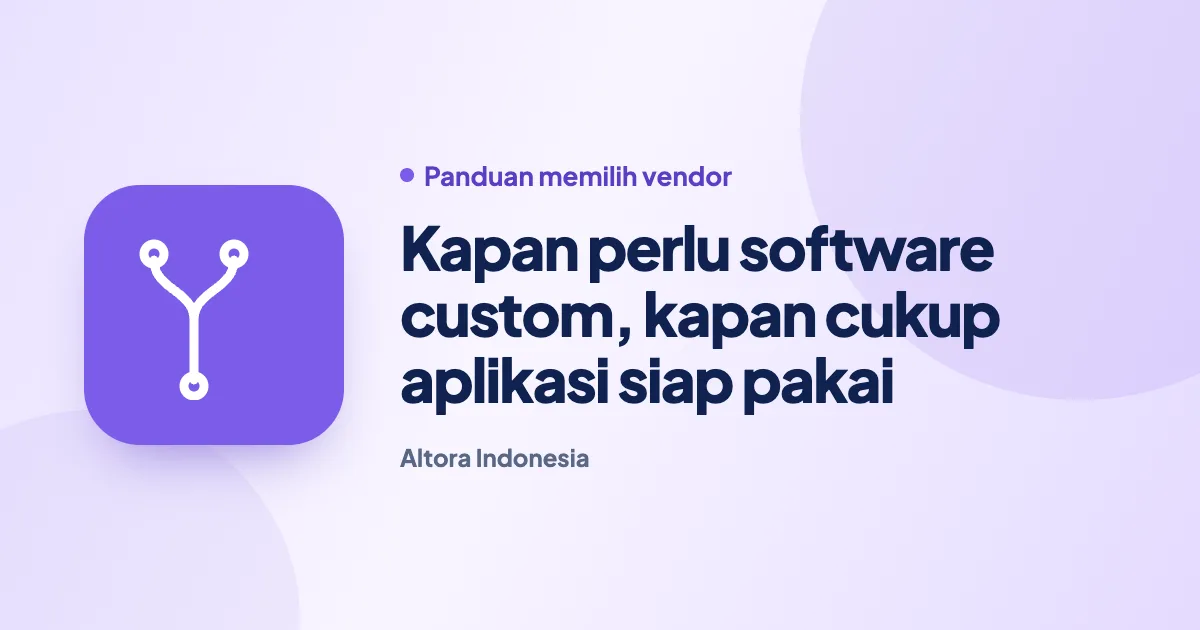 Panduan memilih vendor
Kapan perlu software
custom, kapan cukup
aplikasi siap pakai
Altora Indonesia